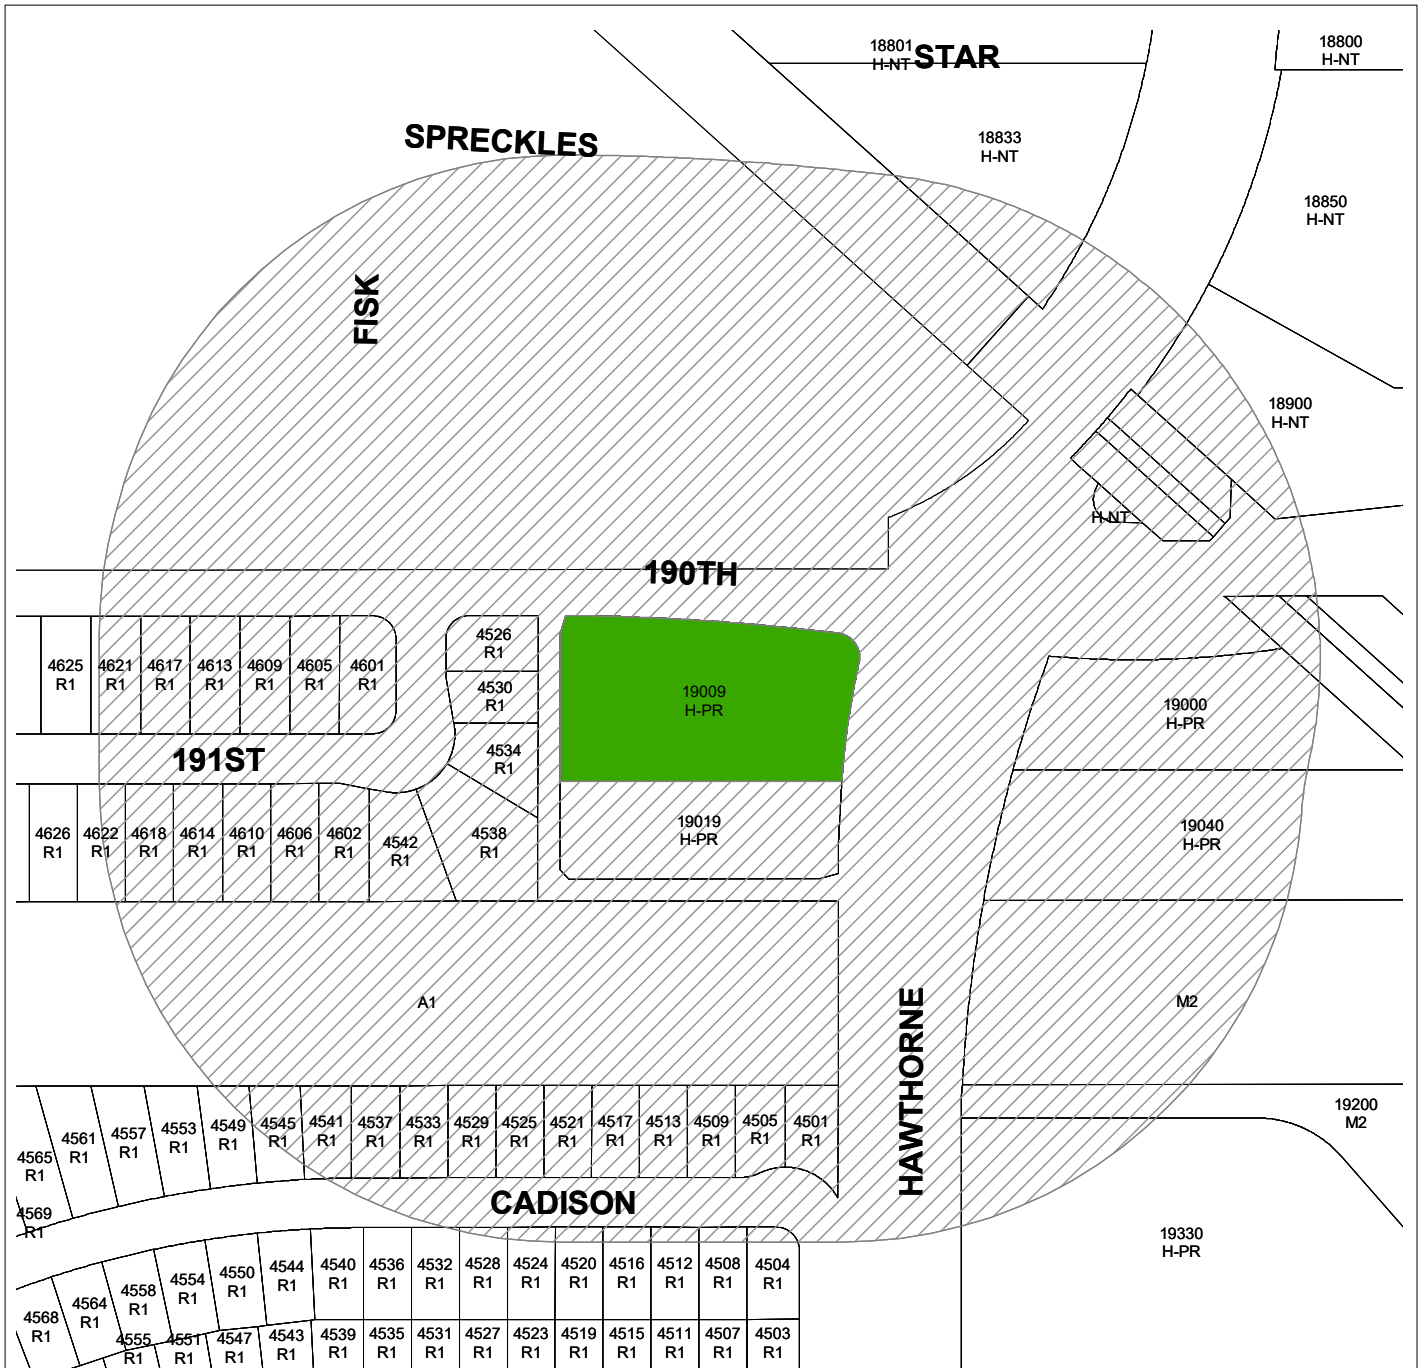 18801
H-NT
STAR
18800
H-NT
SPRECKLES
18833
H-NT
18850
H-NT
FISK
18900
H-NT
H-NT
190TH
4625
R1
4621
R1
4617
R1
4613
R1
4609
R1
4605
R1
4601
R1
4526
R1
4530
R1
4534
R1
19009
H-PR
19000
H-PR
191ST
4626
R1
4622
R1
4618
R1
4614
R1
4610
R1
4606
R1
4602
R1
4542
R1
4538
R1
19019
H-PR
19040
H-PR
A1
M2
HAWTHORNE
4569
R1
4565
R1
4561
R1
4557
R1
4553
R1
4549
R1
4545
R1
4541
R1
4537
R1
4533
R1
4529
R1
4525
R1
4521
R1
4517
R1
4513
R1
4509
R1
4505
R1
4501
R1
19200
M2
CADISON
4568
R1
4564
R1
4558
R1
4554
R1
4550
R1
4544
R1
4540
R1
4536
R1
4532
R1
4528
R1
4524
R1
4520
R1
4516
R1
4512
R1
4508
R1
4504
R1
19330
H-PR
4555
R1
4551
R1
4547
R1
4543
R1
4539
R1
4535
R1
4531
R1
4527
R1
4523
R1
4519
R1
4515
R1
4511
R1
4507
R1
4503
R1